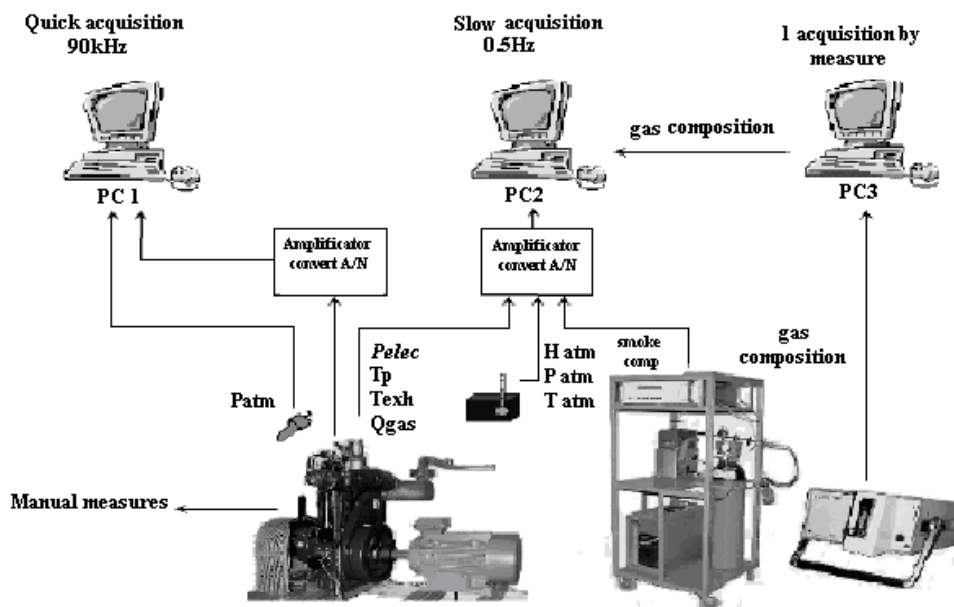 Quick acquisition
90kHz
Slow acquisition
0.5Hz
1 acquisition by
measure
gas composition
PC 1
PC2
PC3
Amplificator
convert A/N
Amplificator
convert A/N
Patm
Pelec
Tp
Texh
Qgas
H atm
P atm
T atm
smoke
comp
gas
composition
Manual measures